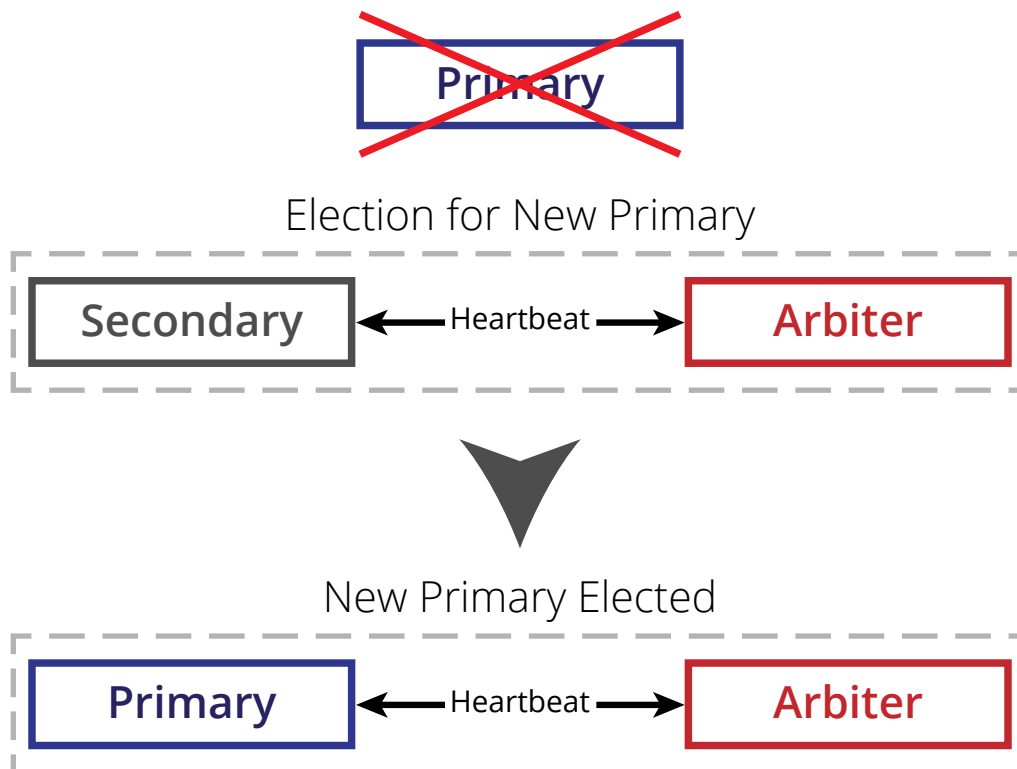 Primary
Election for New Primary
Secondary Heartbeat Arbiter
New Primary Elected
Primary Heartbeat Arbiter